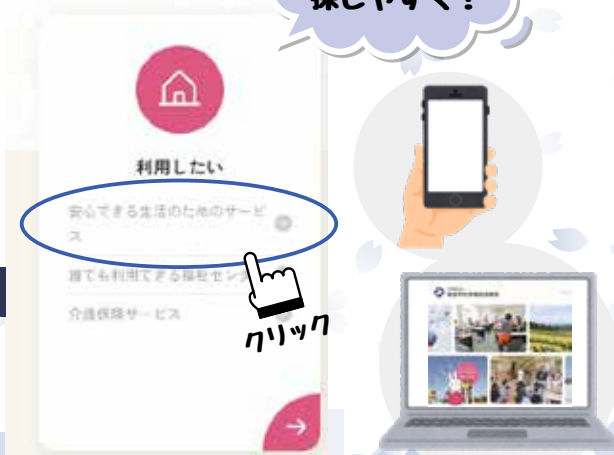 探しやすく！
利用したい
安心できる生活のためのサービ
ス
誰でも利用できる福祉セン
介護保険サービス
クリック